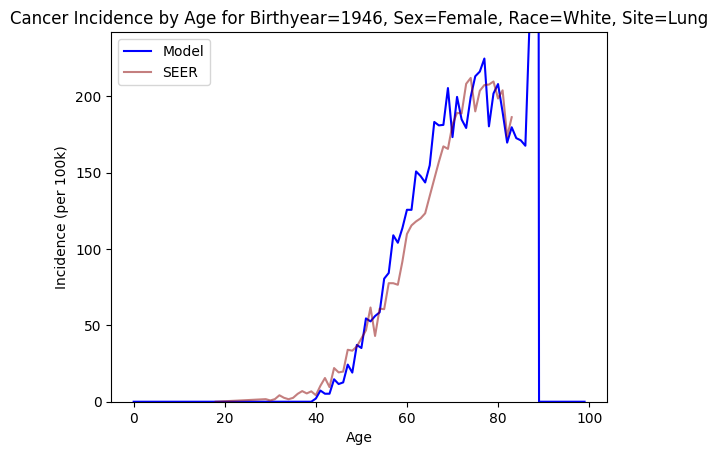 Cancer Incidence by Age for Birthyear=1946, Sex=Female, Race=White, Site=Lung
Model
SEER
200
150
100
50
0
Incidence (per 100k)
0 20 40 60 80 100
Age